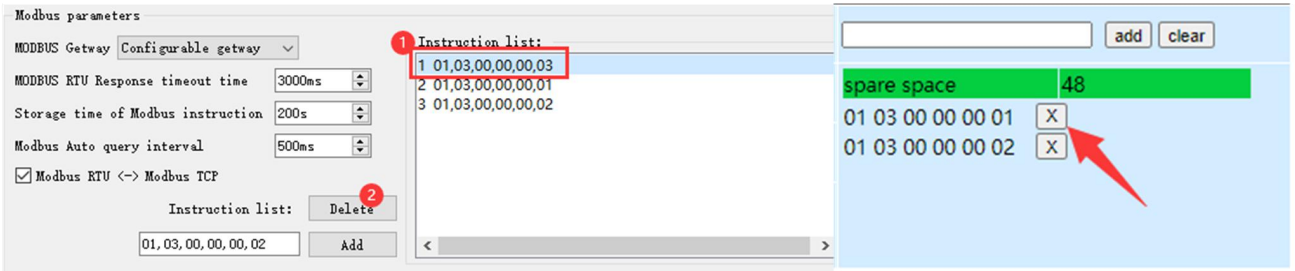 Modbus parameters
MODBUS Getway Configurable getway
MODBUS RTU Response timeout time 3000ms
Storage time of Modbus instruction 200s
Modbus Auto query interval 500ms
Modbus RTU <-> Modbus TCP
2
Instruction list: Delete
01,03,00,00,00,02 Add
1 Instruction list:
1 01,03,00,00,00,03
2 01,03,00,00,00,01
3 01,03,00,00,00,02
add clear
spare space 48
01 03 00 00 00 01 X
01 03 00 00 00 02 X